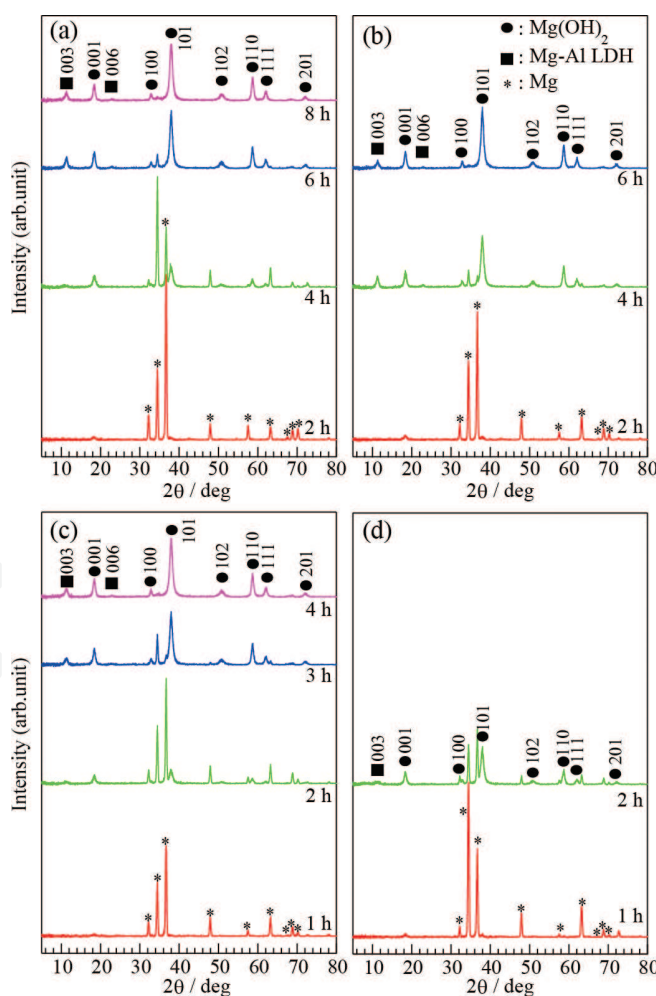 (a)
■ 003
● 001
■ 006
● 100
● 101
● 102
● 110
● 111
● 201
8 h
6 h
*
4 h
* * * * * * * * *
2 h
10 20 30 40 50 60 70 80
2θ / deg
Intensity (arb.unit)
(b)
● : Mg(OH)2
■ : Mg-Al LDH
* : Mg
■ 003
● 001
■ 006
● 100
● 101
● 102
● 110
● 111
● 201
6 h
4 h
* * * * * * * * *
2 h
10 20 30 40 50 60 70 80
2θ / deg
(c)
■ 003
● 001
■ 006
● 100
● 101
● 102
● 110
● 111
● 201
4 h
3 h
2 h
* * * * * * * * *
1 h
10 20 30 40 50 60 70 80
2θ / deg
Intensity (arb.unit)
(d)
■ 003
● 001
● 100
● 101
● 102
● 110
● 111
● 201
2 h
* * * * * * * * *
1 h
10 20 30 40 50 60 70 80
2θ / deg